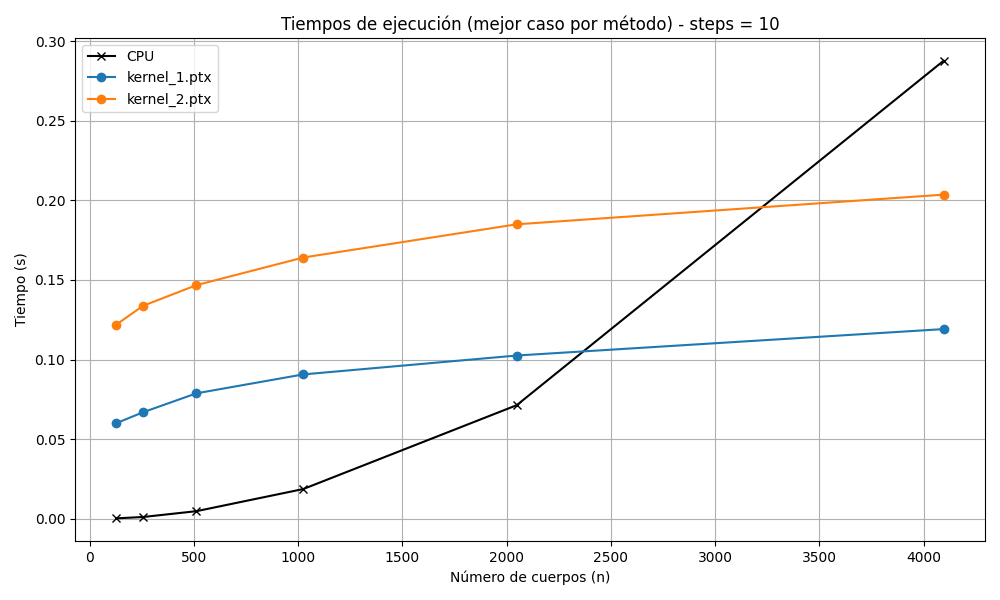 Tiempos de ejecución (mejor caso por método) - steps = 10
CPU
kernel_1.ptx
kernel_2.ptx
Tiempo (s)
0.30
0.25
0.20
0.15
0.10
0.05
0.00
0 500 1000 1500 2000 2500 3000 3500 4000
Número de cuerpos (n)